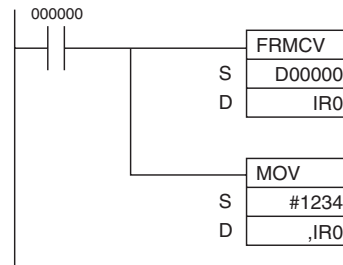 000000
FRMCV
S D00000
D IR0
MOV
S #1234
D ,IR0